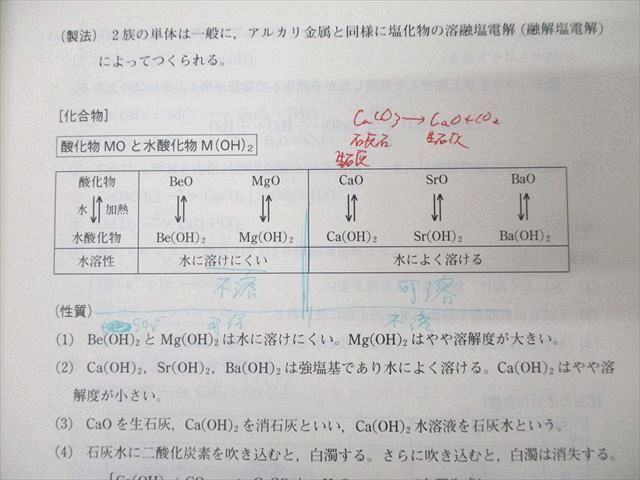 (製法) 2族の単体は一般に，アルカリ金属と同様に塩化物の溶融塩電解(融解塩電解)
によってつくられる。
[化合物]
CaCO₃→CaO+CO₂
石灰石 生石灰
生石灰
酸化物 MO と水酸化物 M(OH)₂
酸化物 BeO MgO CaO SrO BaO
水⇅加熱 ⇅ ⇅ ⇅ ⇅ ⇅
水酸化物 Be(OH)₂ Mg(OH)₂ Ca(OH)₂ Sr(OH)₂ Ba(OH)₂
水溶性 水に溶けにくい 水によく溶ける
不溶 可溶
(性質)
SO₄²⁻ 可溶 不溶
(1) Be(OH)₂とMg(OH)₂は水に溶けにくい。Mg(OH)₂はやや溶解度が大きい。
(2) Ca(OH)₂，Sr(OH)₂，Ba(OH)₂は強塩基であり水によく溶ける。Ca(OH)₂はやや溶
解度が小さい。
(3) CaOを生石灰，Ca(OH)₂を消石灰といい，Ca(OH)₂水溶液を石灰水という。
(4) 石灰水に二酸化炭素を吹き込むと，白濁する。さらに吹き込むと，白濁は消失する。